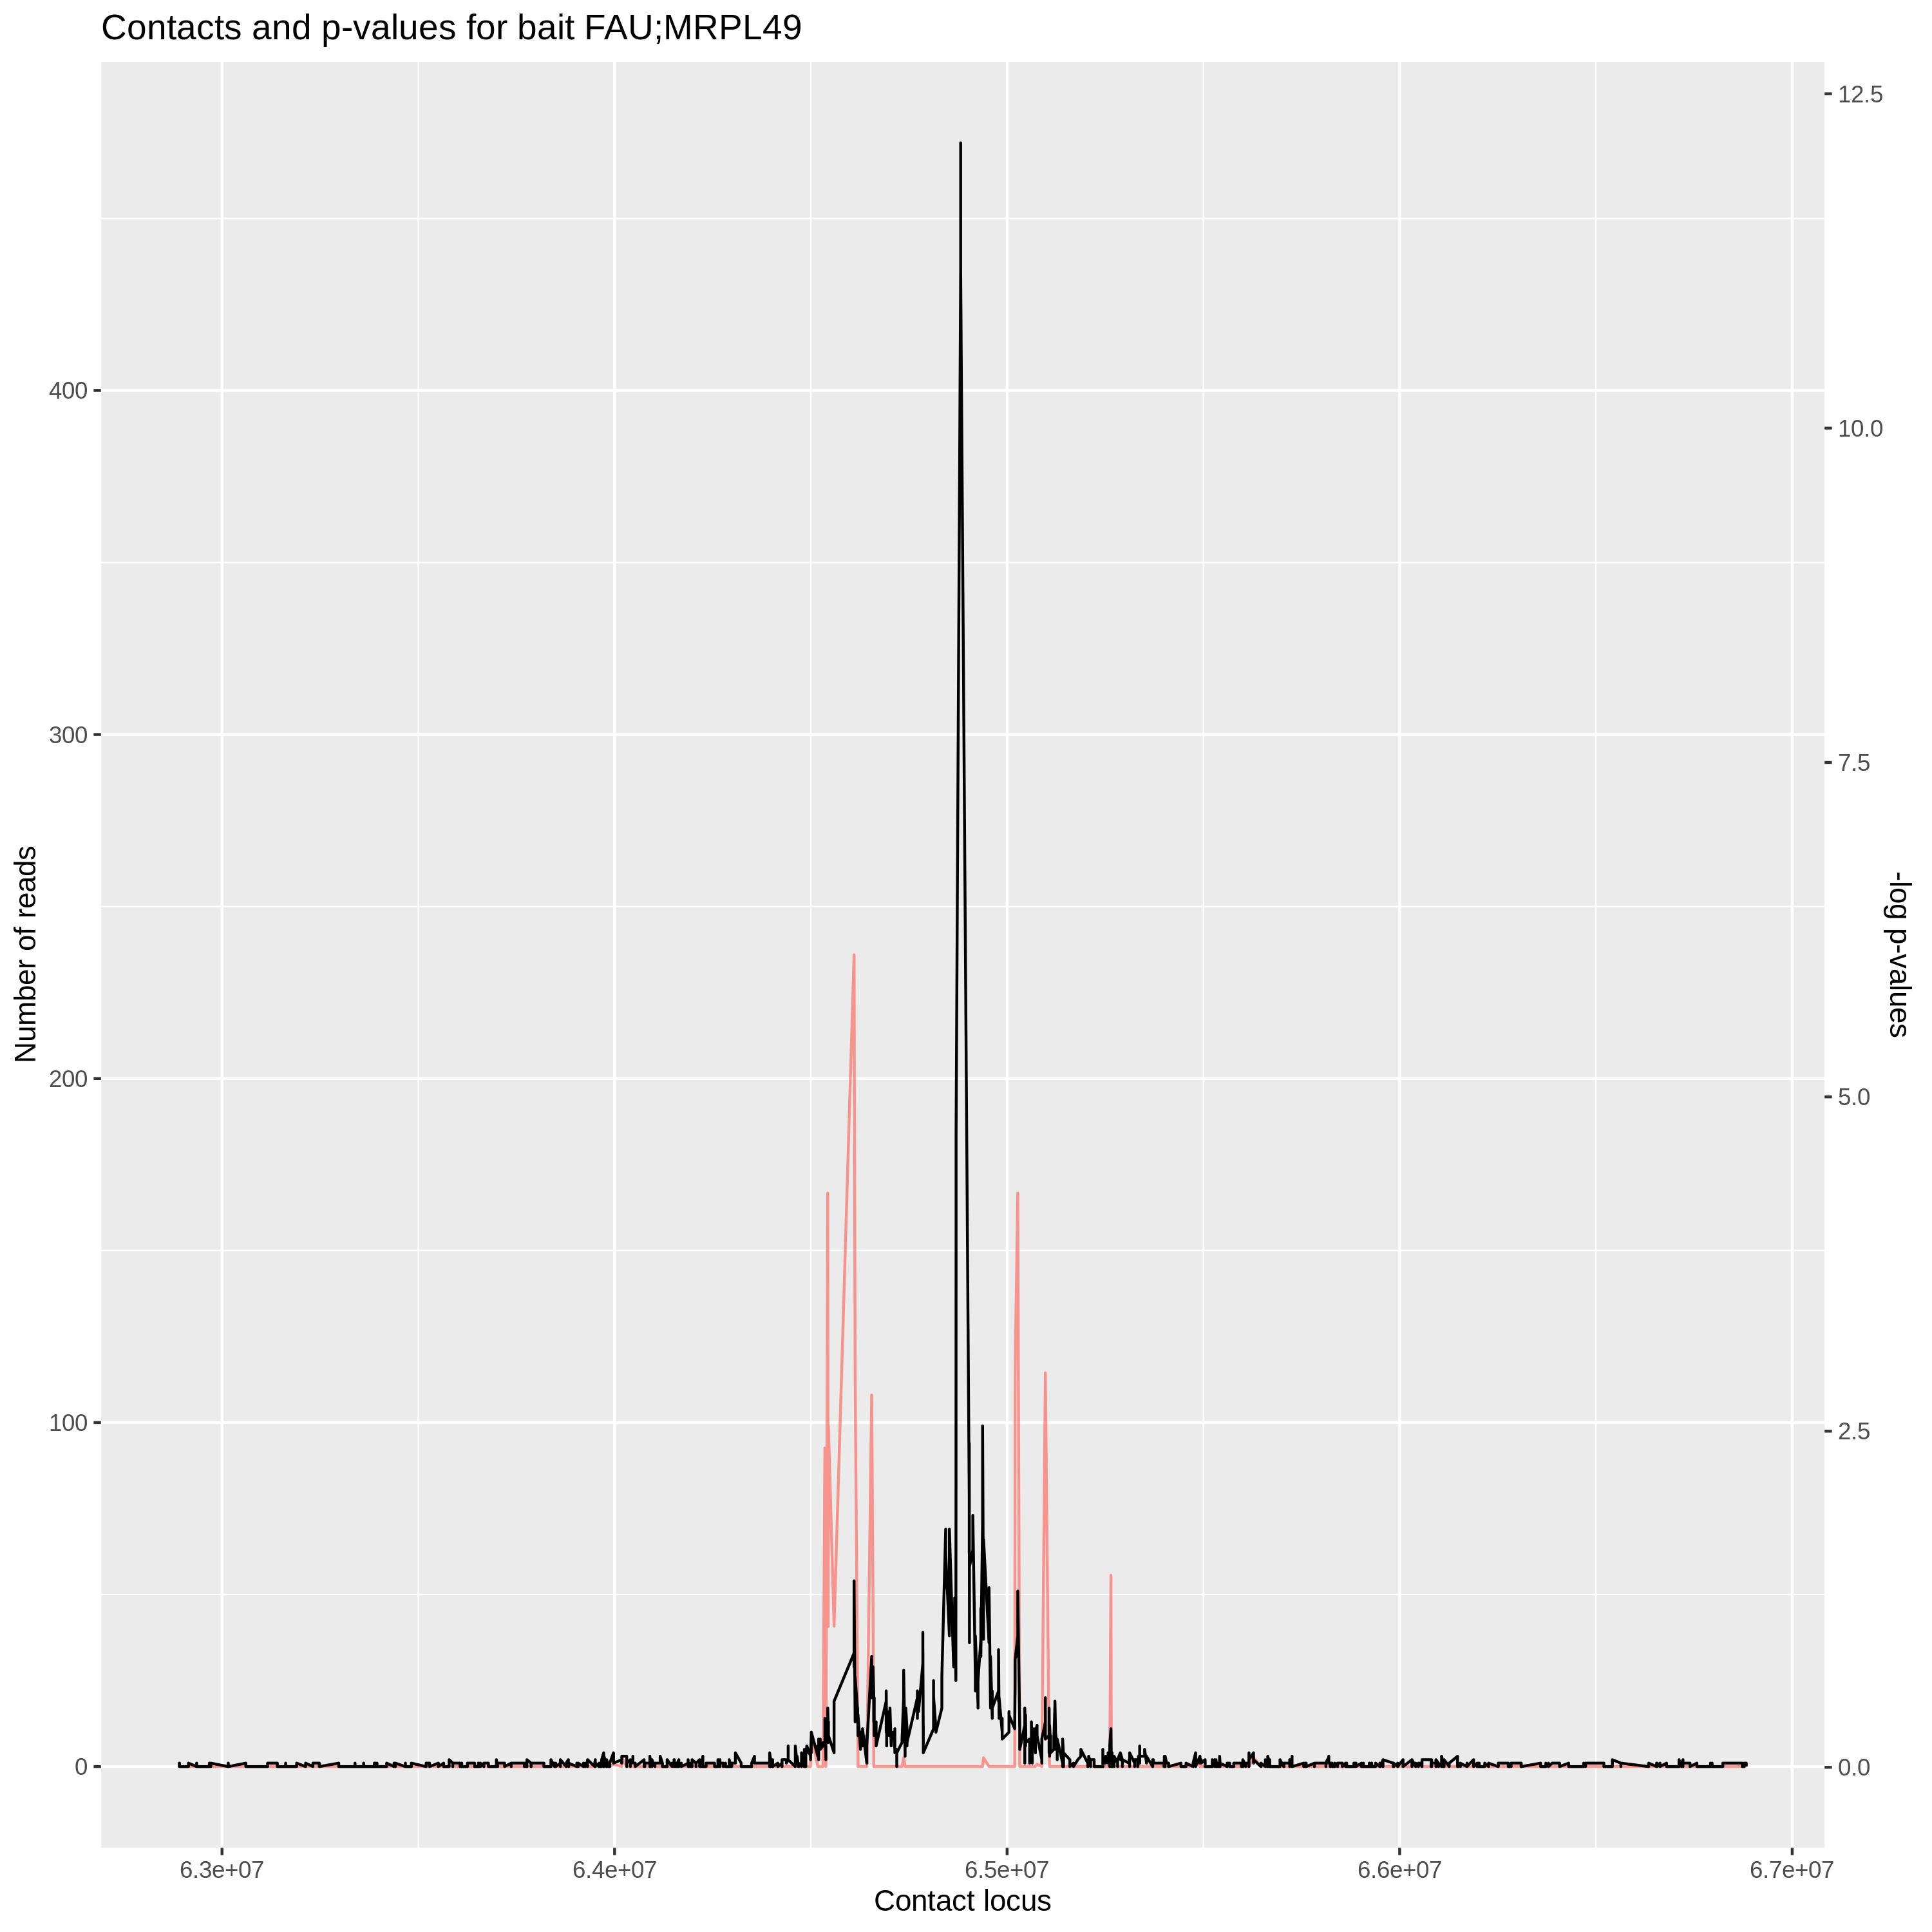 Contacts and p-values for bait FAU;MRPL49
12.5
10.0
7.5
5.0
2.5
0.0
400
300
200
100
0
Number of reads
-log p-values
6.3e+07 6.4e+07 6.5e+07 6.6e+07 6.7e+07
Contact locus